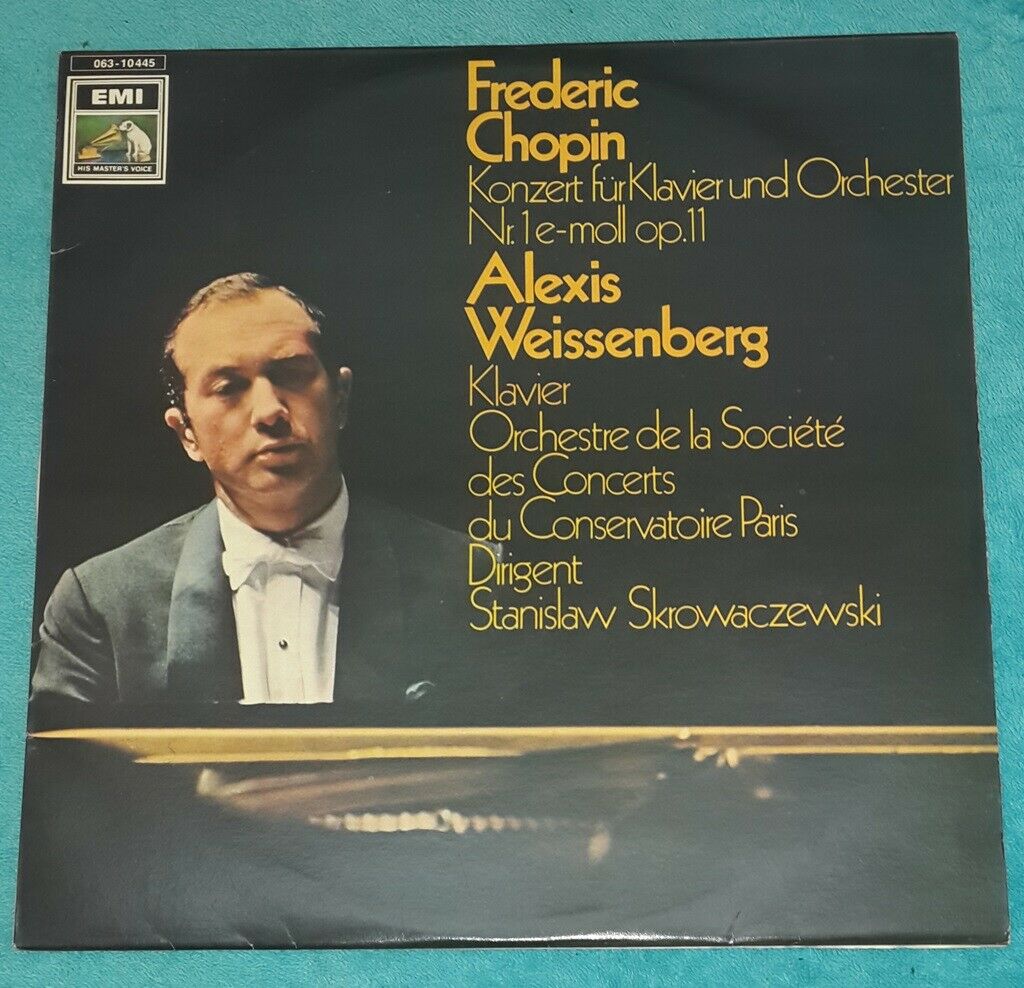 063-10445
EMI
HIS MASTER'S VOICE
Frederic
Chopin
Konzert für Klavier und Orchester
Nr. 1 e-moll op. 11
Alexis
Weissenberg
Klavier
Orchestre de la Société
des Concerts
du Conservatoire Paris
Dirigent
Stanislaw Skrowaczewski